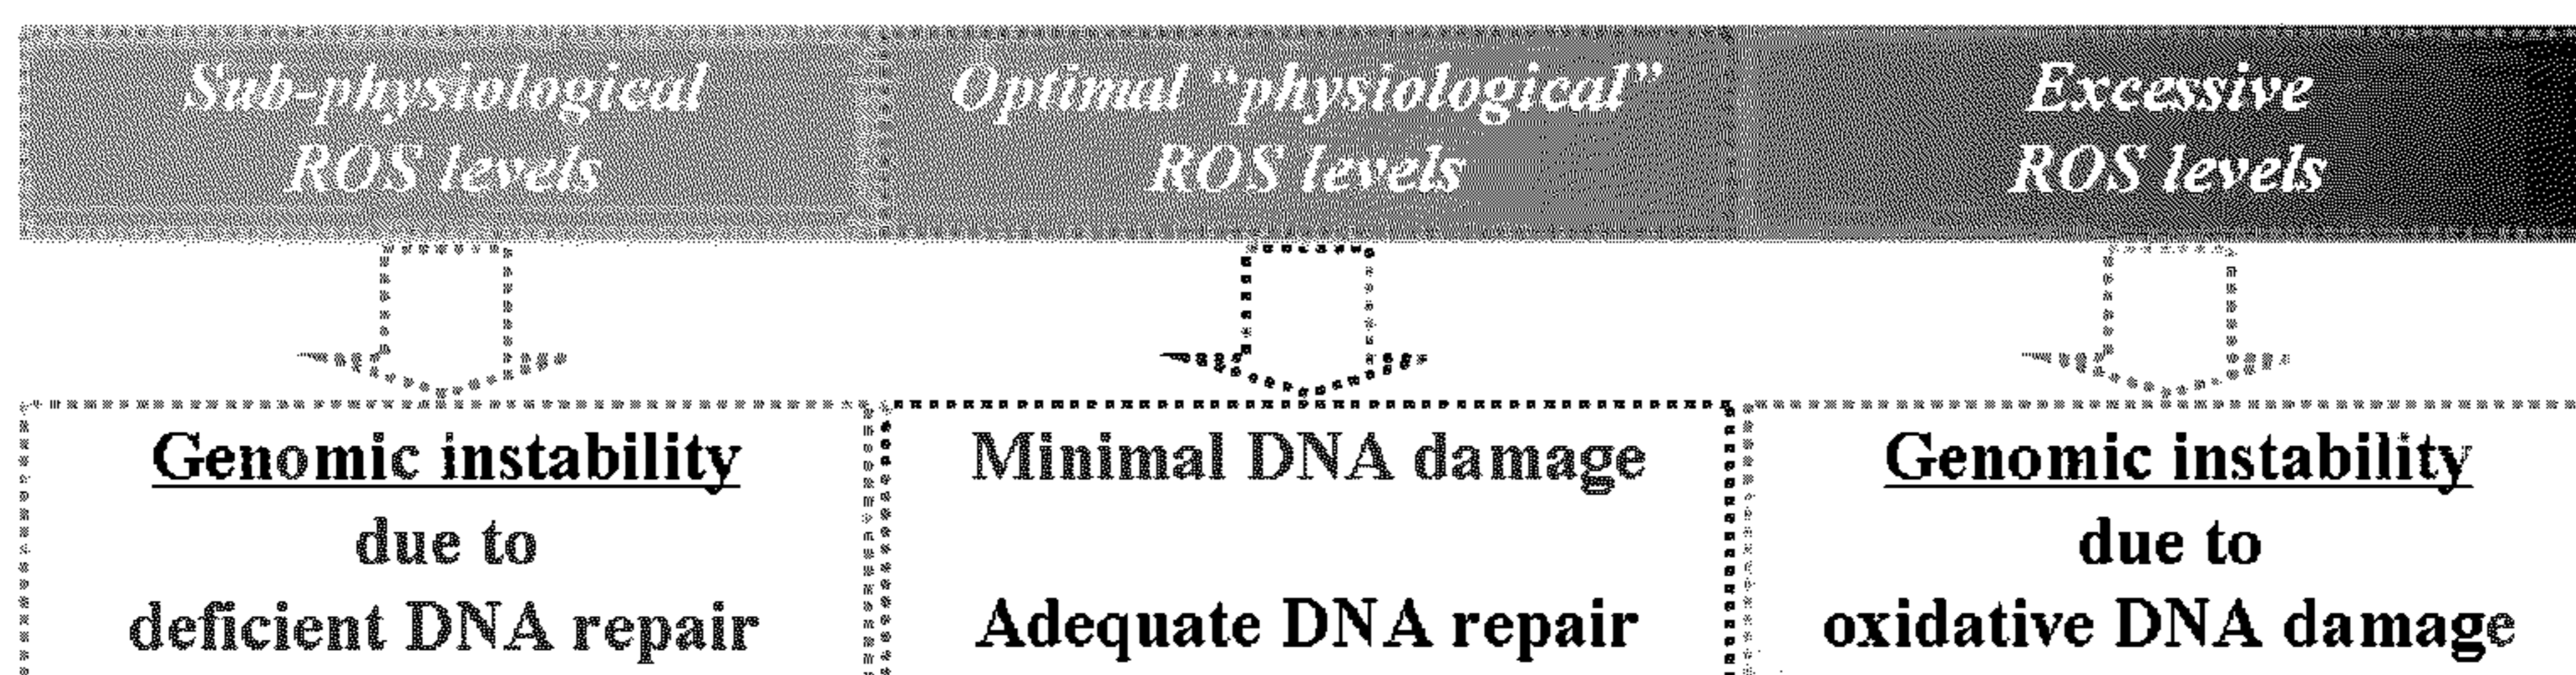 Sub-physiological
ROS levels
Optimal “physiological”
ROS levels
Excessive
ROS levels
Genomic instability
due to
deficient DNA repair
Minimal DNA damage
Adequate DNA repair
Genomic instability
due to
oxidative DNA damage